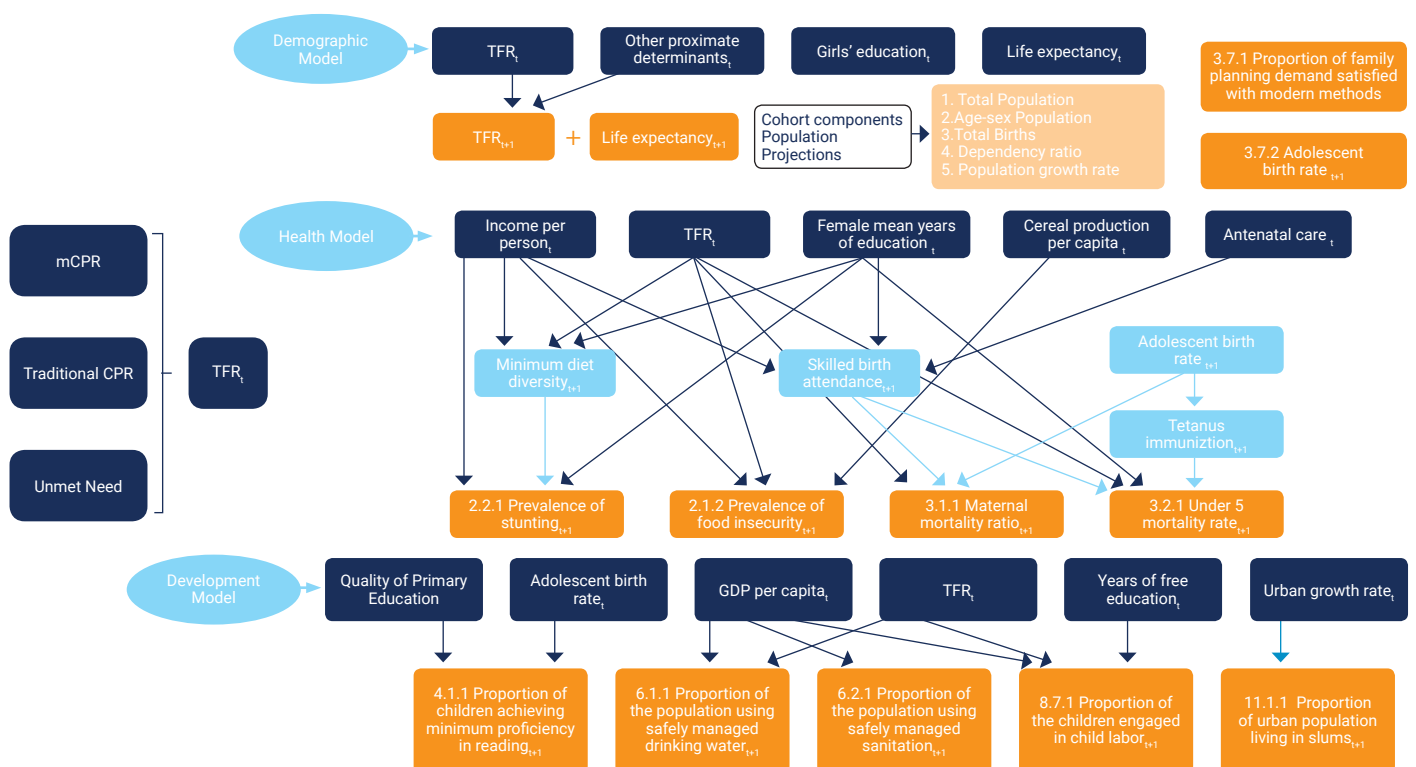 Demographic
Model
TFRt
Other proximate
determinantst
Girls’ educationt
Life expectancyt
3.7.1 Proportion of family
planning demand satisfied
with modern methods
TFRt+1
+
Life expectancyt+1
Cohort components
Population
Projections
1. Total Population
2.Age-sex Population
3.Total Births
4. Dependency ratio
5. Population growth rate
3.7.2 Adolescent
birth rate t+1
mCPR
Traditional CPR
Unmet Need
TFRt
Health Model
Income per
persont
TFRt
Female mean years
of education t
Cereal production
per capita t
Antenatal care t
Minimum diet
diversityt+1
Skilled birth
attendancet+1
Adolescent birth
rate t+1
Tetanus
immuniztiont+1
2.2.1 Prevalence of
stuntingt+1
2.1.2 Prevalence of
food insecurityt+1
3.1.1 Maternal
mortality ratiot+1
3.2.1 Under 5
mortality ratet+1
Development
Model
Quality of Primary
Education
Adolescent birth
ratet
GDP per capitat
TFRt
Years of free
educationt
Urban growth ratet
4.1.1 Proportion of
children achieving
minimum proficiency
in readingt+1
6.1.1 Proportion of
the population using
safely managed
drinking watert+1
6.2.1 Proportion of
the population using
safely managed
sanitationt+1
8.7.1 Proportion of
the children engaged
in child labort+1
11.1.1 Proportion
of urban population
living in slumst+1